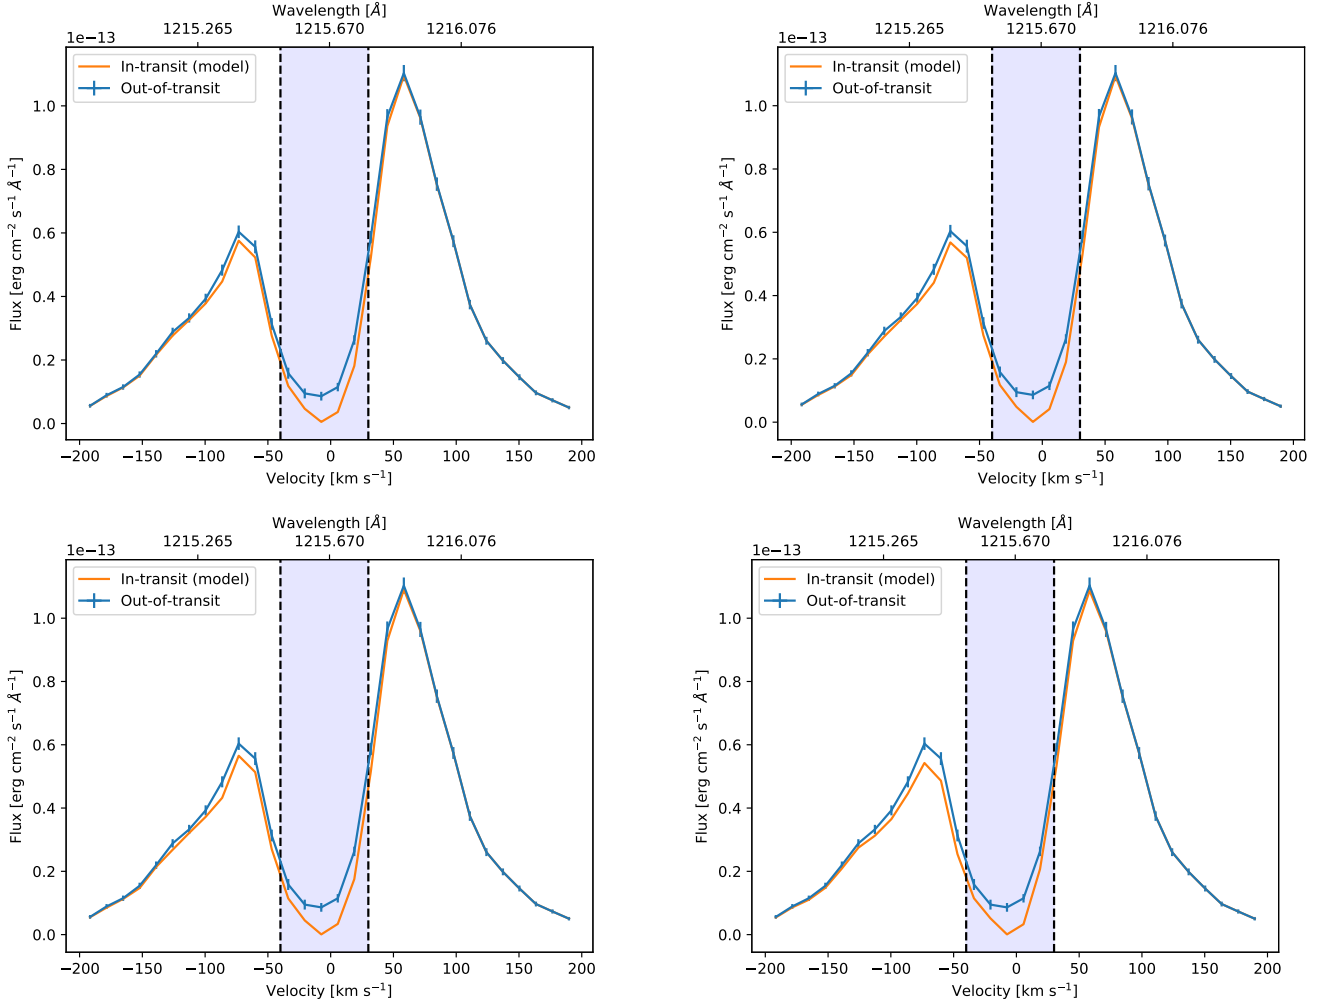 Wavelength [Å]
1215.265 1215.670 1216.076
1e−13
In-transit (model)
Out-of-transit
Flux [erg cm−2 s−1 Å−1]
1.0
0.8
0.6
0.4
0.2
0.0
−200 −150 −100 −50 0 50 100 150 200
Velocity [km s−1]
Wavelength [Å]
1215.265 1215.670 1216.076
1e−13
In-transit (model)
Out-of-transit
Flux [erg cm−2 s−1 Å−1]
1.0
0.8
0.6
0.4
0.2
0.0
−200 −150 −100 −50 0 50 100 150 200
Velocity [km s−1]
Wavelength [Å]
1215.265 1215.670 1216.076
1e−13
In-transit (model)
Out-of-transit
Flux [erg cm−2 s−1 Å−1]
1.0
0.8
0.6
0.4
0.2
0.0
−200 −150 −100 −50 0 50 100 150 200
Velocity [km s−1]
Wavelength [Å]
1215.265 1215.670 1216.076
1e−13
In-transit (model)
Out-of-transit
Flux [erg cm−2 s−1 Å−1]
1.0
0.8
0.6
0.4
0.2
0.0
−200 −150 −100 −50 0 50 100 150 200
Velocity [km s−1]